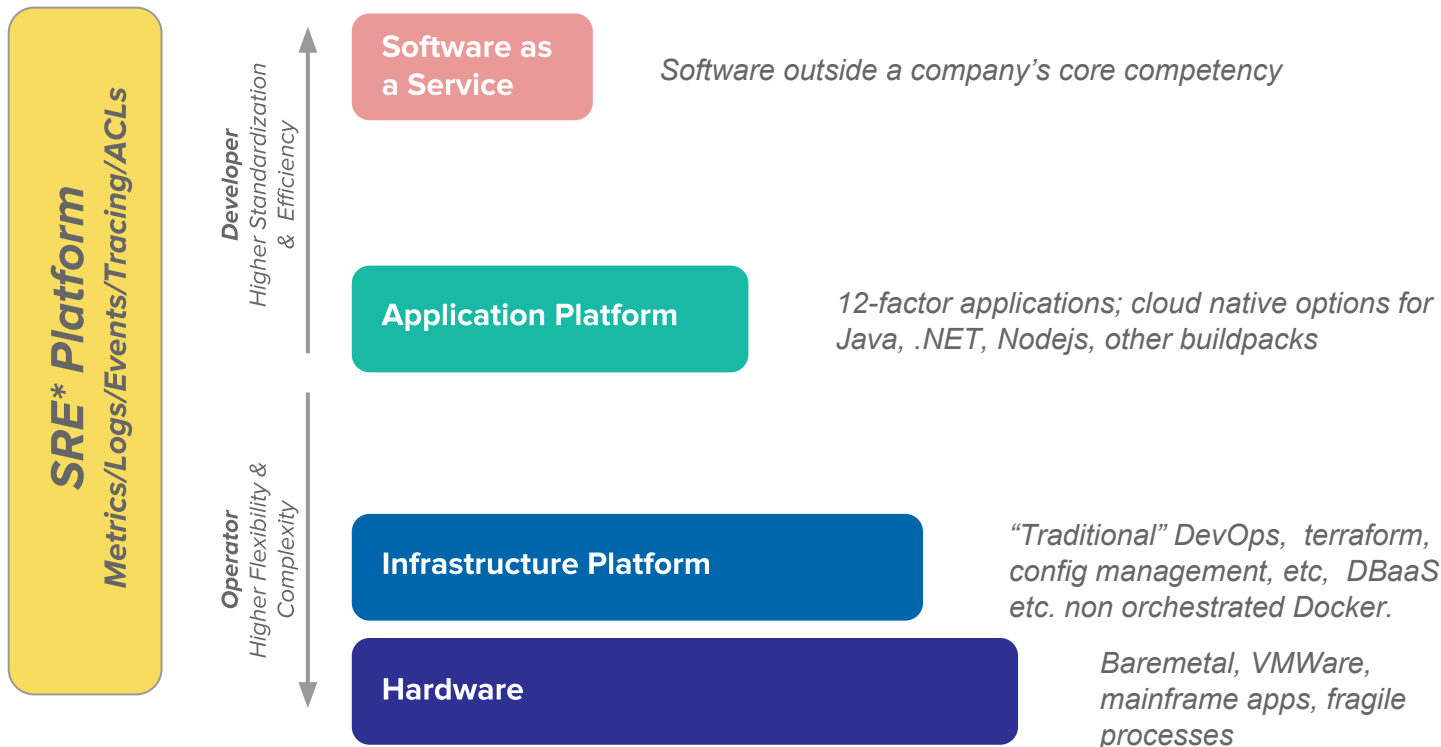 SRE* Platform
Metrics/Logs/Events/Tracing/ACLs
Developer
Higher Standardization
& Efficiency
Operator
Higher Flexibility &
Complexity
Software as
a Service
Software outside a company’s core competency
Application Platform
12-factor applications; cloud native options for
Java, .NET, Nodejs, other buildpacks
Infrastructure Platform
“Traditional” DevOps, terraform,
config management, etc, DBaaS
etc. non orchestrated Docker.
Hardware
Baremetal, VMWare,
mainframe apps, fragile
processes